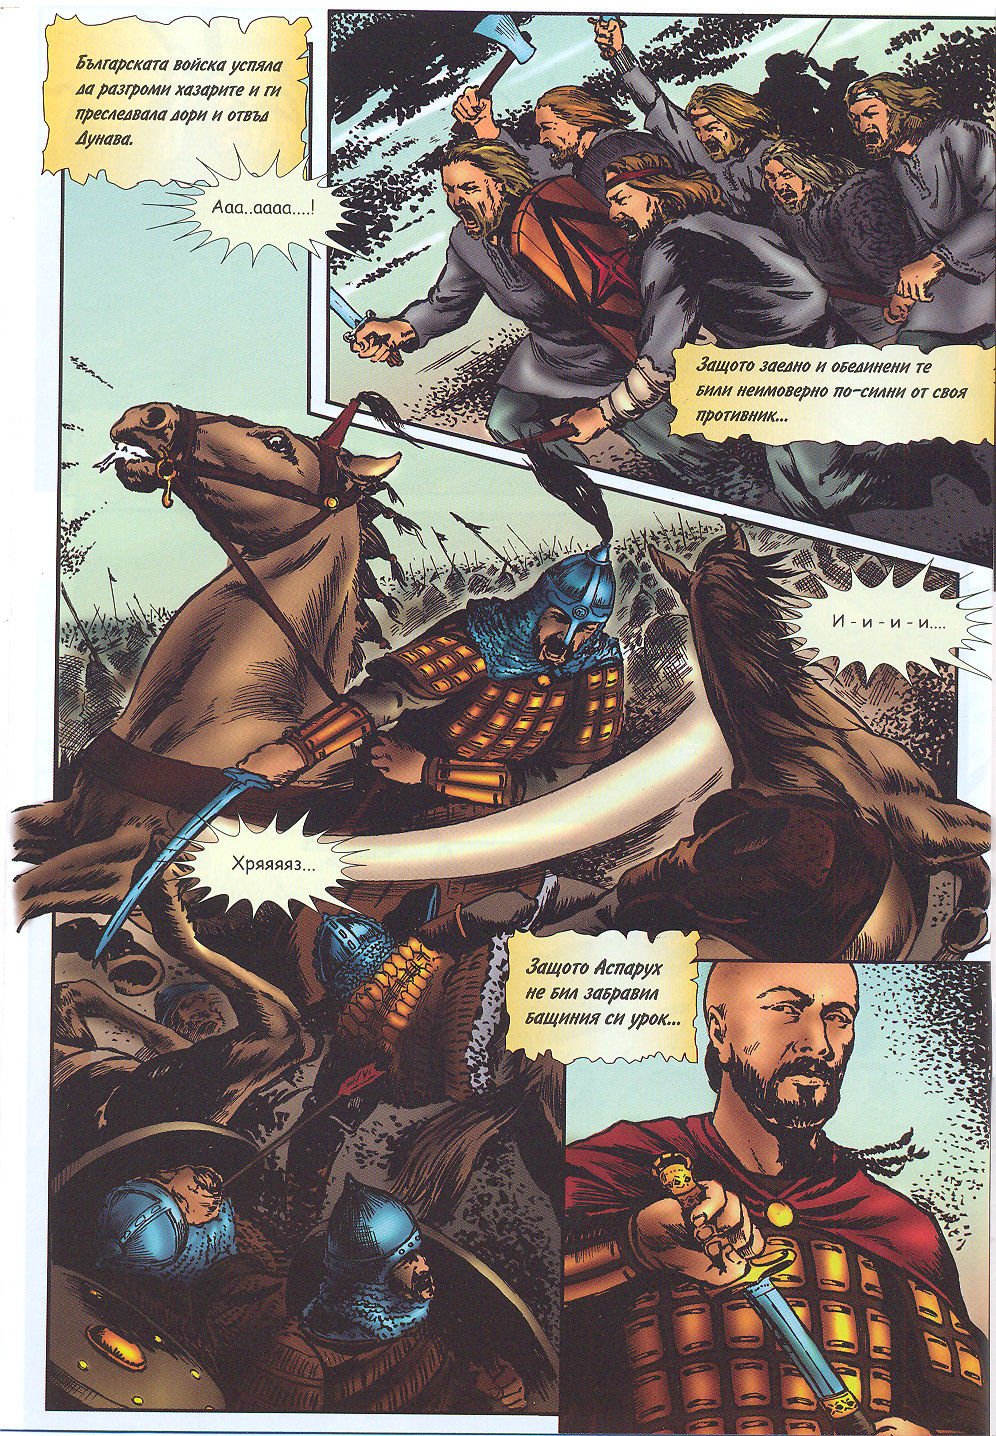 Българската войска успяла
да разгроми хазарите и ги
преследвала дори и отвъд
Дунава.
Ааа..аааа....!
Защото заедно и обединени те
били неимоверно по-силни от своя
противник...
И - и - и - и....
Хряяяяз...
Защото Аспарух
не бил забравил
бащиния си урок...